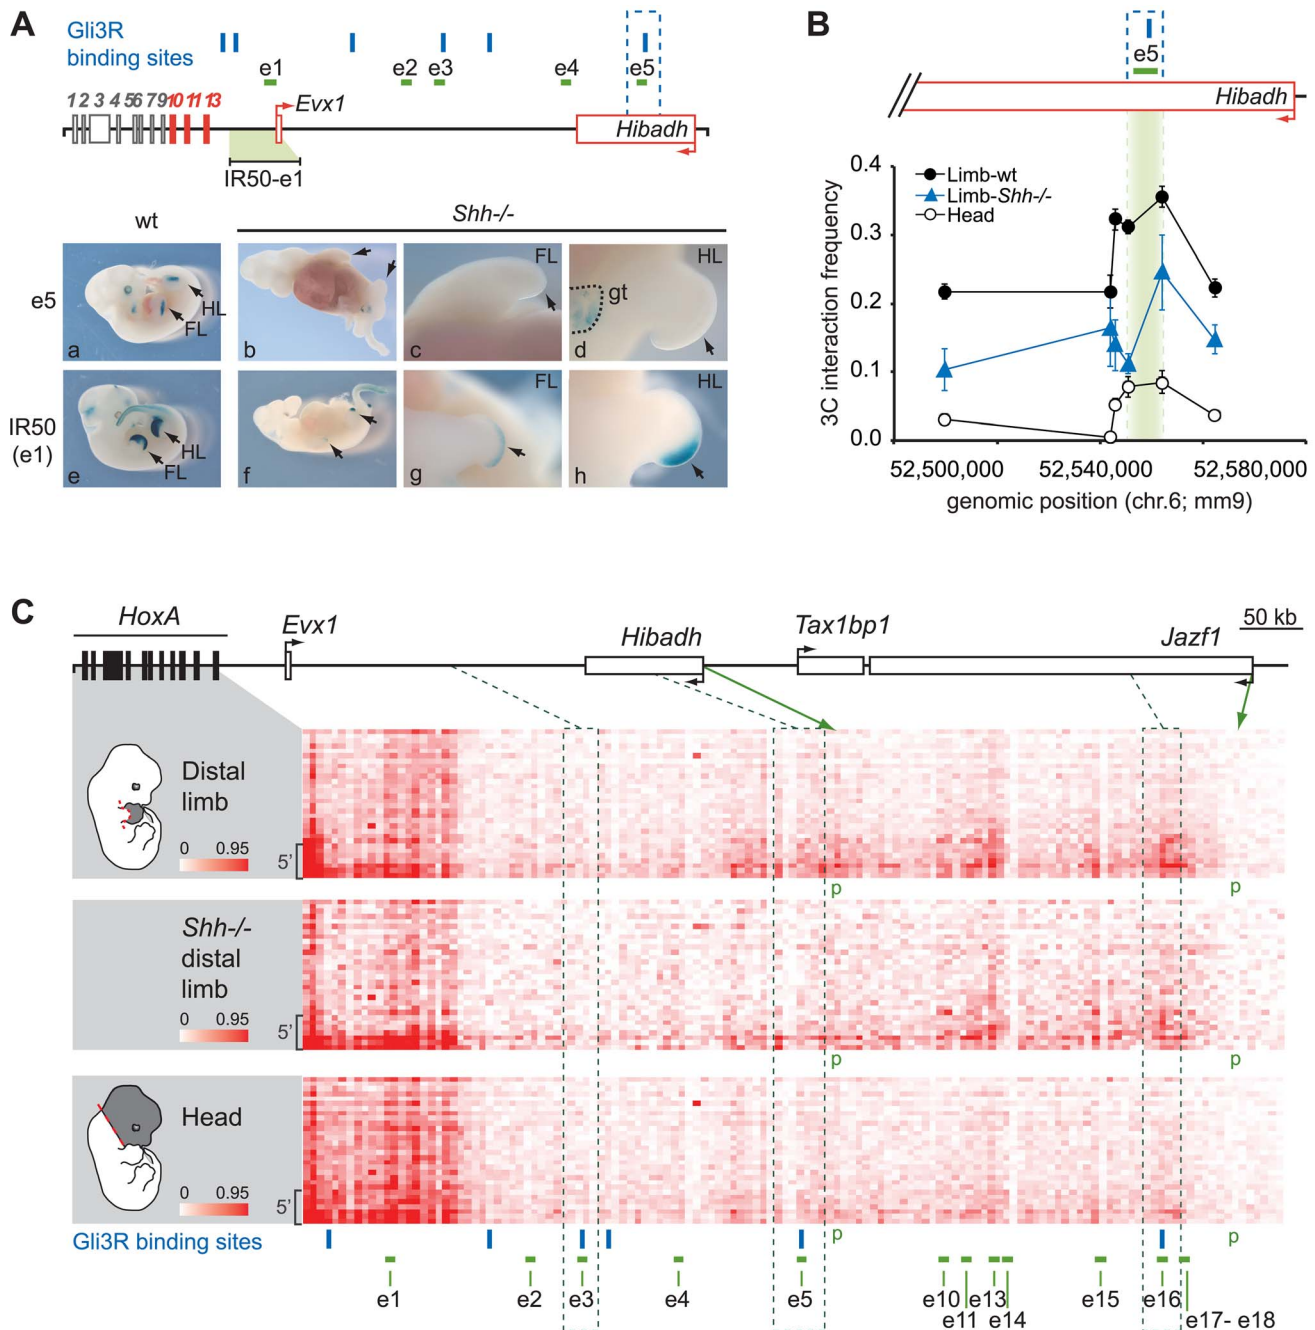 A
Gli3R
binding sites
e1
e2
e3
e4
e5
1 2 3 4 56 79 10 11 13
Evx1
Hibadh
IR50-e1
wt
Shh-/-
e5
HL
FL
a
b
FL
c
HL
gt
d
IR50
(e1)
HL
FL
e
f
FL
g
HL
h
B
e5
Hibadh
3C interaction frequency
0.4
0.3
0.2
0.1
0.0
Limb-wt
Limb-Shh-/-
Head
52,500,000
52,540,000
52,580,000
genomic position (chr.6; mm9)
C
HoxA
Evx1
Hibadh
Tax1bp1
Jazf1
50 kb
Distal
limb
0 0.95
5'
p
p
Shh-/-
distal
limb
0 0.95
5'
p
p
Head
0 0.95
5'
p
p
Gli3R binding sites
e1
e2
e3
e4
e5
e10
e11
e13
e14
e15
e16
e17- e18